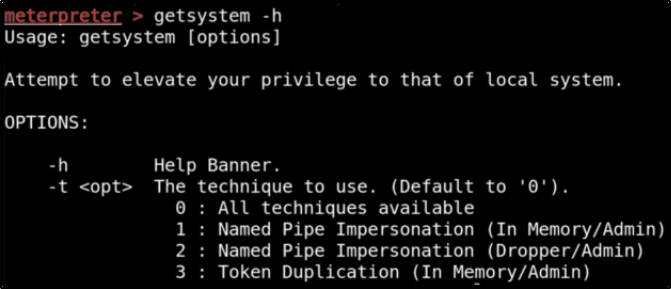 meterpreter > getsystem -h
Usage: getsystem [options]
Attempt to elevate your privilege to that of local system.
OPTIONS:
-h Help Banner.
-t <opt> The technique to use. (Default to '0').
0 : All techniques available
1 : Named Pipe Impersonation (In Memory/Admin)
2 : Named Pipe Impersonation (Dropper/Admin)
3 : Token Duplication (In Memory/Admin)